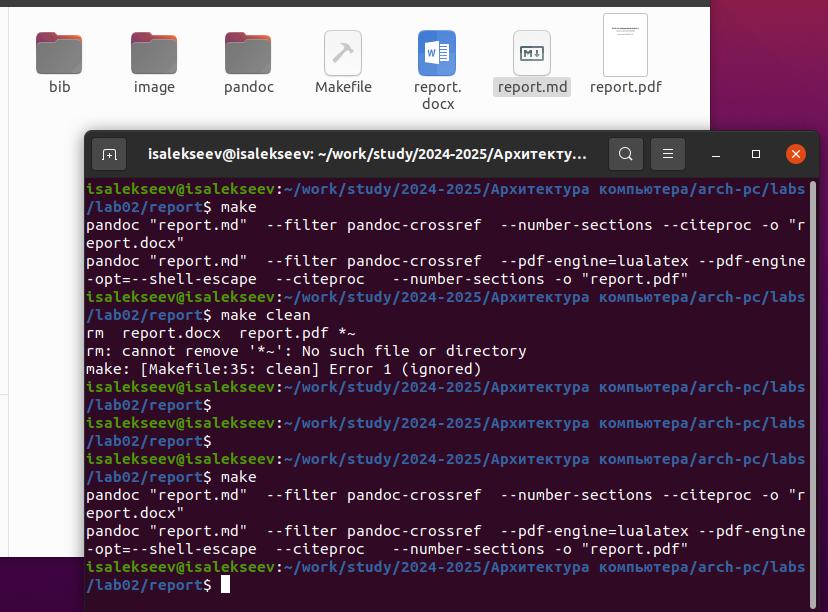 bib
image
pandoc
Makefile
report.
docx
report.md
report.pdf
isalekseev@isalekseev: ~/work/study/2024-2025/Архитекту...
isalekseev@isalekseev:~/work/study/2024-2025/Архитектура компьютера/arch-pc/labs
/lab02/report$ make
pandoc "report.md"  --filter pandoc-crossref  --number-sections --citeproc -o "r
eport.docx"
pandoc "report.md"  --filter pandoc-crossref  --pdf-engine=lualatex --pdf-engine
-opt=--shell-escape  --citeproc   --number-sections -o "report.pdf"
isalekseev@isalekseev:~/work/study/2024-2025/Архитектура компьютера/arch-pc/labs
/lab02/report$ make clean
rm  report.docx  report.pdf *~
rm: cannot remove '*~': No such file or directory
make: [Makefile:35: clean] Error 1 (ignored)
isalekseev@isalekseev:~/work/study/2024-2025/Архитектура компьютера/arch-pc/labs
/lab02/report$
isalekseev@isalekseev:~/work/study/2024-2025/Архитектура компьютера/arch-pc/labs
/lab02/report$
isalekseev@isalekseev:~/work/study/2024-2025/Архитектура компьютера/arch-pc/labs
/lab02/report$ make
pandoc "report.md"  --filter pandoc-crossref  --number-sections --citeproc -o "r
eport.docx"
pandoc "report.md"  --filter pandoc-crossref  --pdf-engine=lualatex --pdf-engine
-opt=--shell-escape  --citeproc   --number-sections -o "report.pdf"
isalekseev@isalekseev:~/work/study/2024-2025/Архитектура компьютера/arch-pc/labs
/lab02/report$